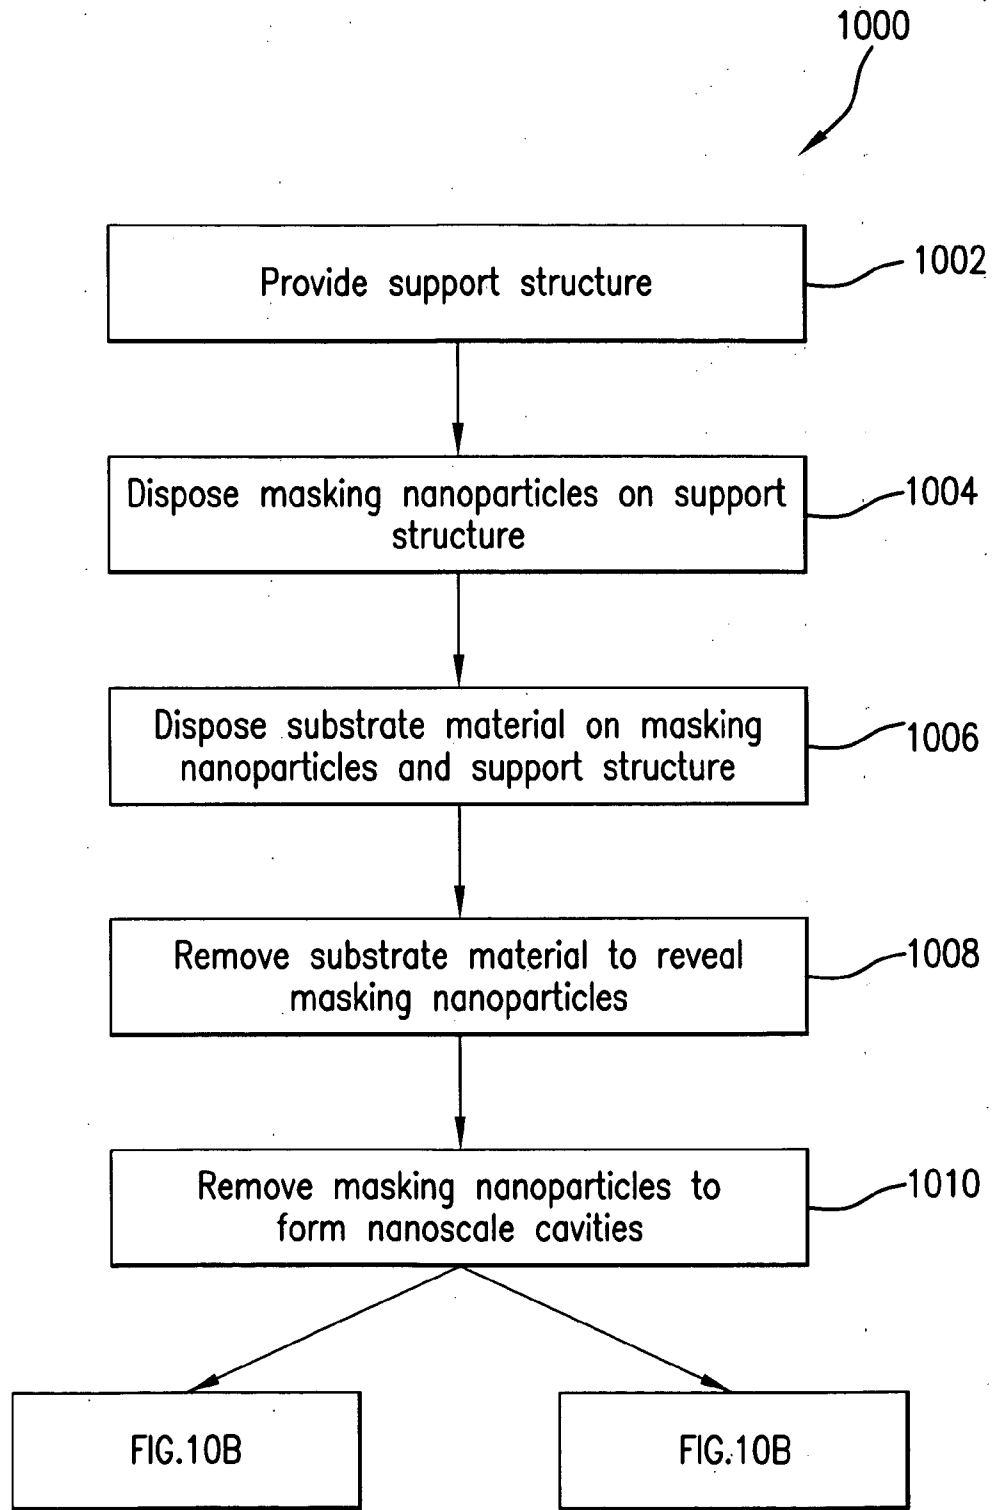 1000
Provide support structure
1002
Dispose masking nanoparticles on support
structure
1004
Dispose substrate material on masking
nanoparticles and support structure
1006
Remove substrate material to reveal
masking nanoparticles
1008
Remove masking nanoparticles to
form nanoscale cavities
1010
FIG.10B
FIG.10B